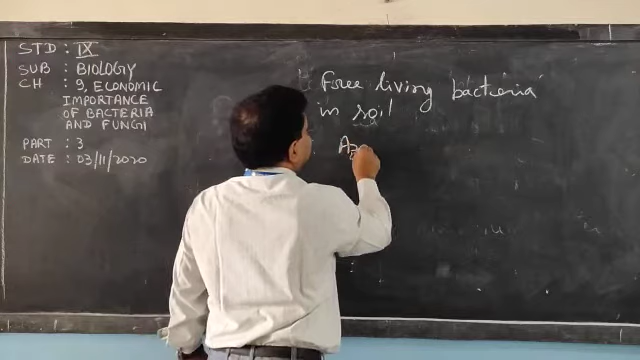 STD : IX
SUB : BIOLOGY
CH : 9, ECONOMIC
IMPORTANCE
OF BACTERIA
AND FUNGI
PART : 3
DATE : 03/11/2020
Free living bacteria
in soil
Az